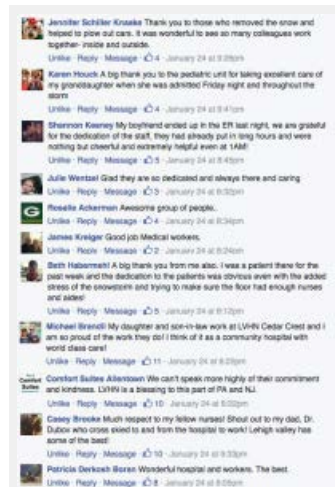 Jennifer Schiller Knaake Thank you to those who removed the snow and
helped to plow out cars. It was wonderful to see so many colleagues work
together- inside and outside.
Unlike · Reply · Message · 4 · January 24 at
Karen Houck A big thank you to the pediatric unit for taking excellent care of
my granddaughter when she was admitted Friday night and throughout the
storm!
Unlike · Reply · Message · 4 · January 24 at
Shannon Keeney My boyfriend ended up in the ER last night, we are grateful
for the dedication of the staff, they had already put in long hours and were
nothing but cheerful and extremely helpful even at 1AM!
Unlike · Reply · Message · 5 · January 24 at
Julie Wentzel Glad they are so dedicated and always there and caring
Unlike · Reply · Message · 3 · January 24 at
Roselle Ackerman Awesome group of people..
Unlike · Reply · Message · 4 · January 24 at
James Kreiger Good job Medical workers.
Unlike · Reply · Message · 2 · January 24 at
Beth Habermehl A big thank you from me also. I was a patient there for the
past week and the dedication to the patients was obvious even with the added
stress of the snowstorm and trying to make sure the floor had enough nurses
and aides!
Unlike · Reply · Message · 5 · January 24 at
Michael Brandli My daughter and son-in-law work at LVHN Cedar Crest and I
am so proud of the work they do! I think of it as a community hospital with
world class care!
Unlike · Reply · Message · 11 · January 24 at
Comfort Suites Allentown We can't speak more highly of their commitment
and kindness. LVHN is a blessing to this part of PA and NJ.
Unlike · Reply · Message · 10 · January 24 at
Casey Brooke Much respect to my fellow nurses! Shout out to my dad, Dr.
Dubov who cross skied to and from the hospital to work! Lehigh valley has
some of the best!
Unlike · Reply · Message · 10 · January 24 at
Patricia Derkosh Boren Wonderful hospital and workers. The best.
Unlike · Reply · Message · 8 · January 24 at